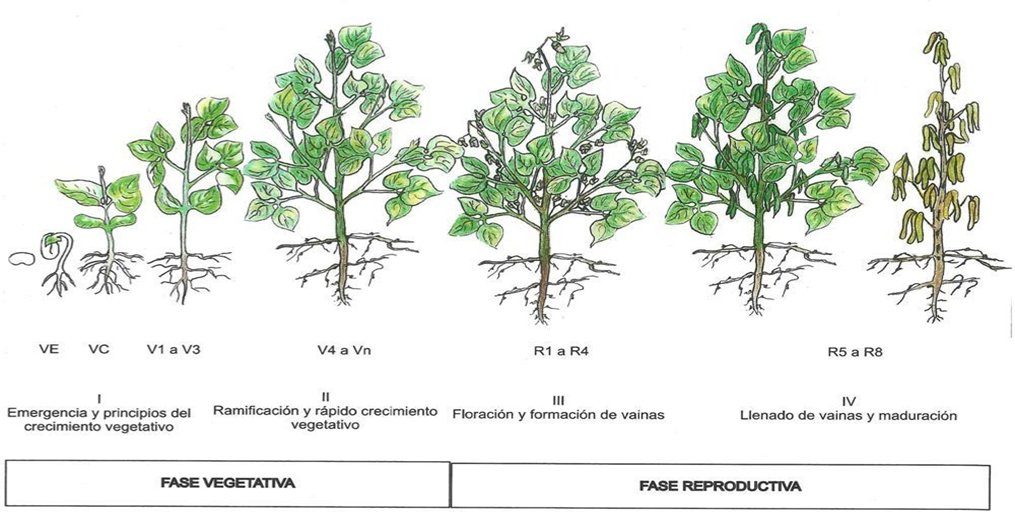 VE
VC
V1 a V3
V4 a Vn
R1 a R4
R5 a R8
I
Emergencia y principios del
crecimiento vegetativo
II
Ramificación y rápido crecimiento
vegetativo
III
Floración y formación de vainas
IV
Llenado de vainas y maduración
FASE VEGETATIVA
FASE REPRODUCTIVA